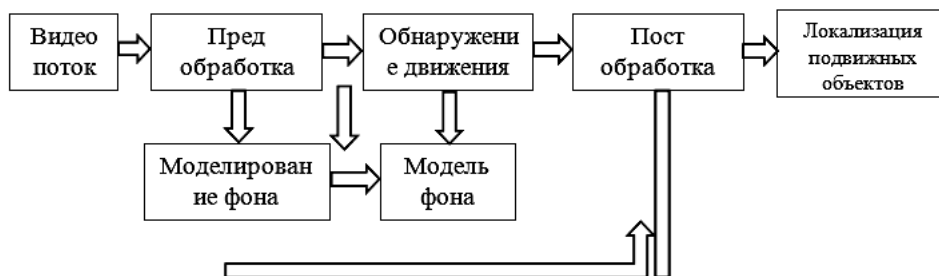 Видео
поток
Пред
обработка
Обнаружени
е движения
Пост
обработка
Локализация
подвижных
объектов
Моделирован
ие фона
Модель
фона